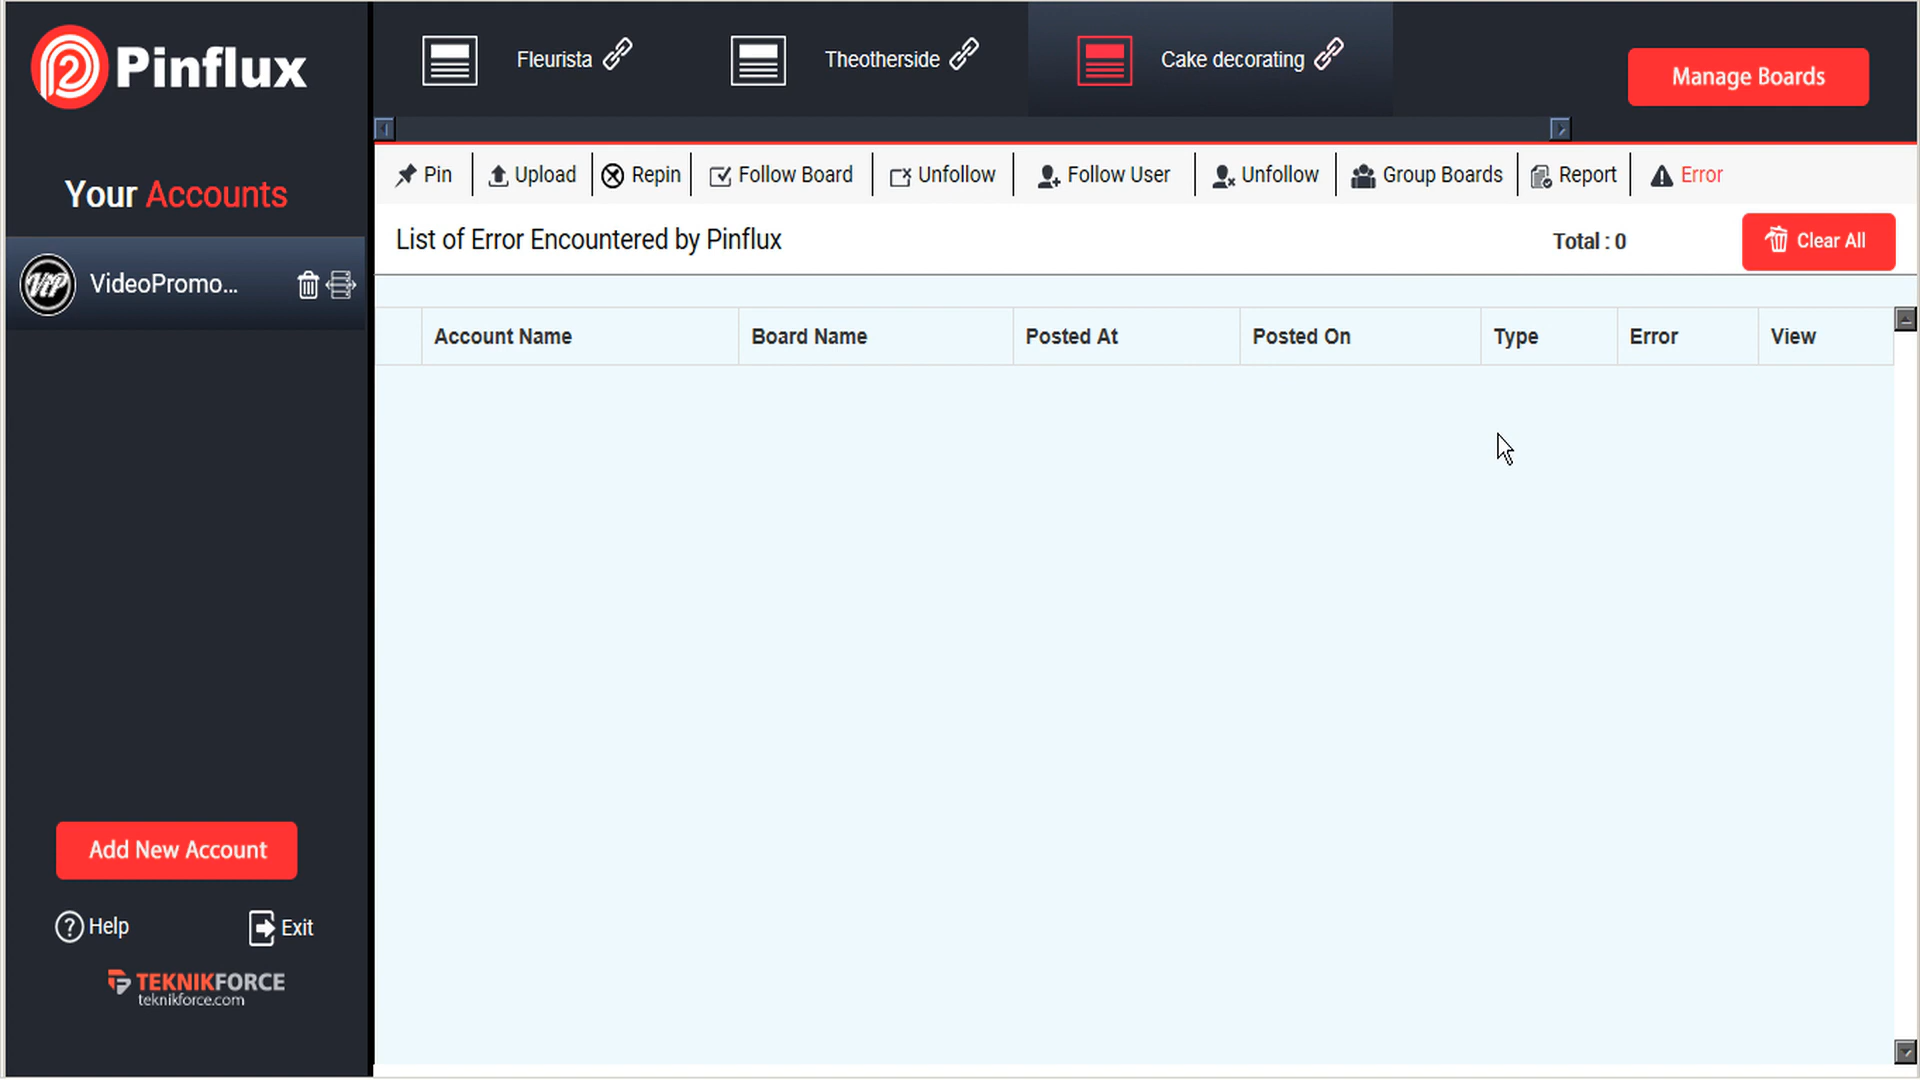 Pinflux
Fleurista
Theotherside
Cake decorating
Manage Boards
Your Accounts
Pin
Upload
Repin
Follow Board
Unfollow
Follow User
Unfollow
Group Boards
Report
Error
List of Error Encountered by Pinflux
Total : 0
Clear All
VIP
VideoPromo...
Account Name
Board Name
Posted At
Posted On
Type
Error
View
Add New Account
Help
Exit
TEKNIKFORCE
teknikforce.com